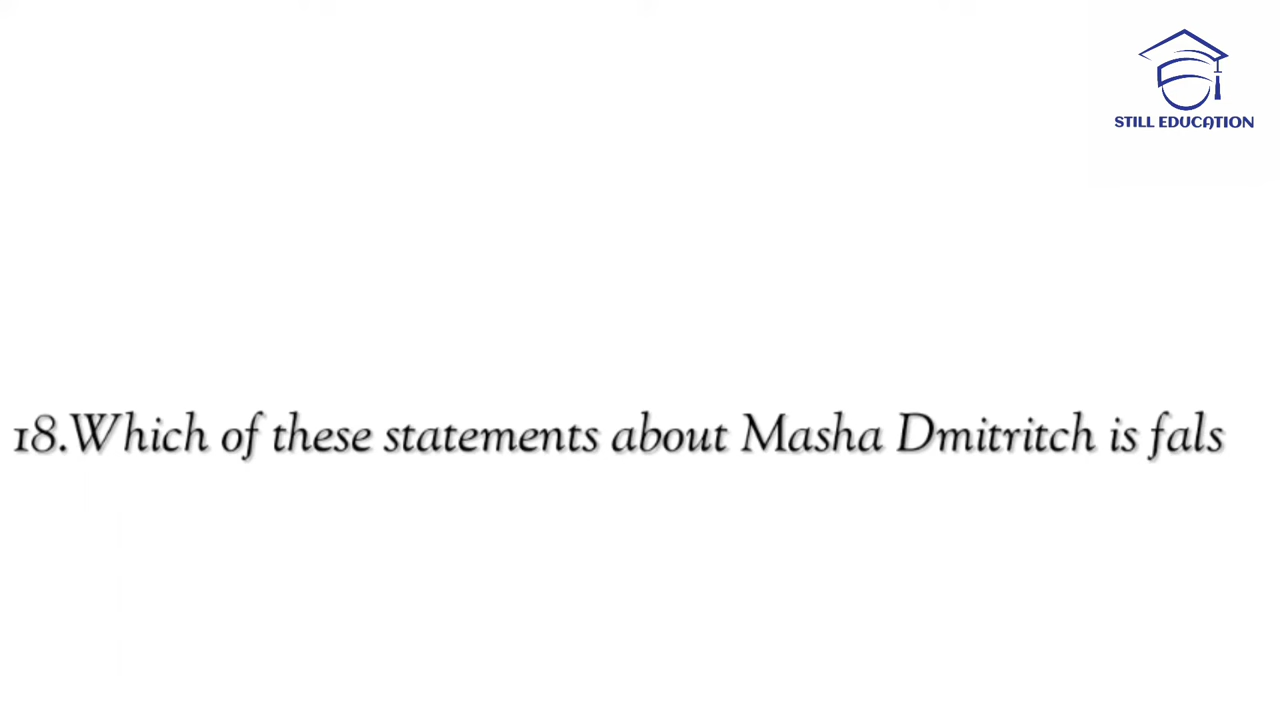 STILL EDUCATION
18.Which of these statements about Masha Dmitritch is fals